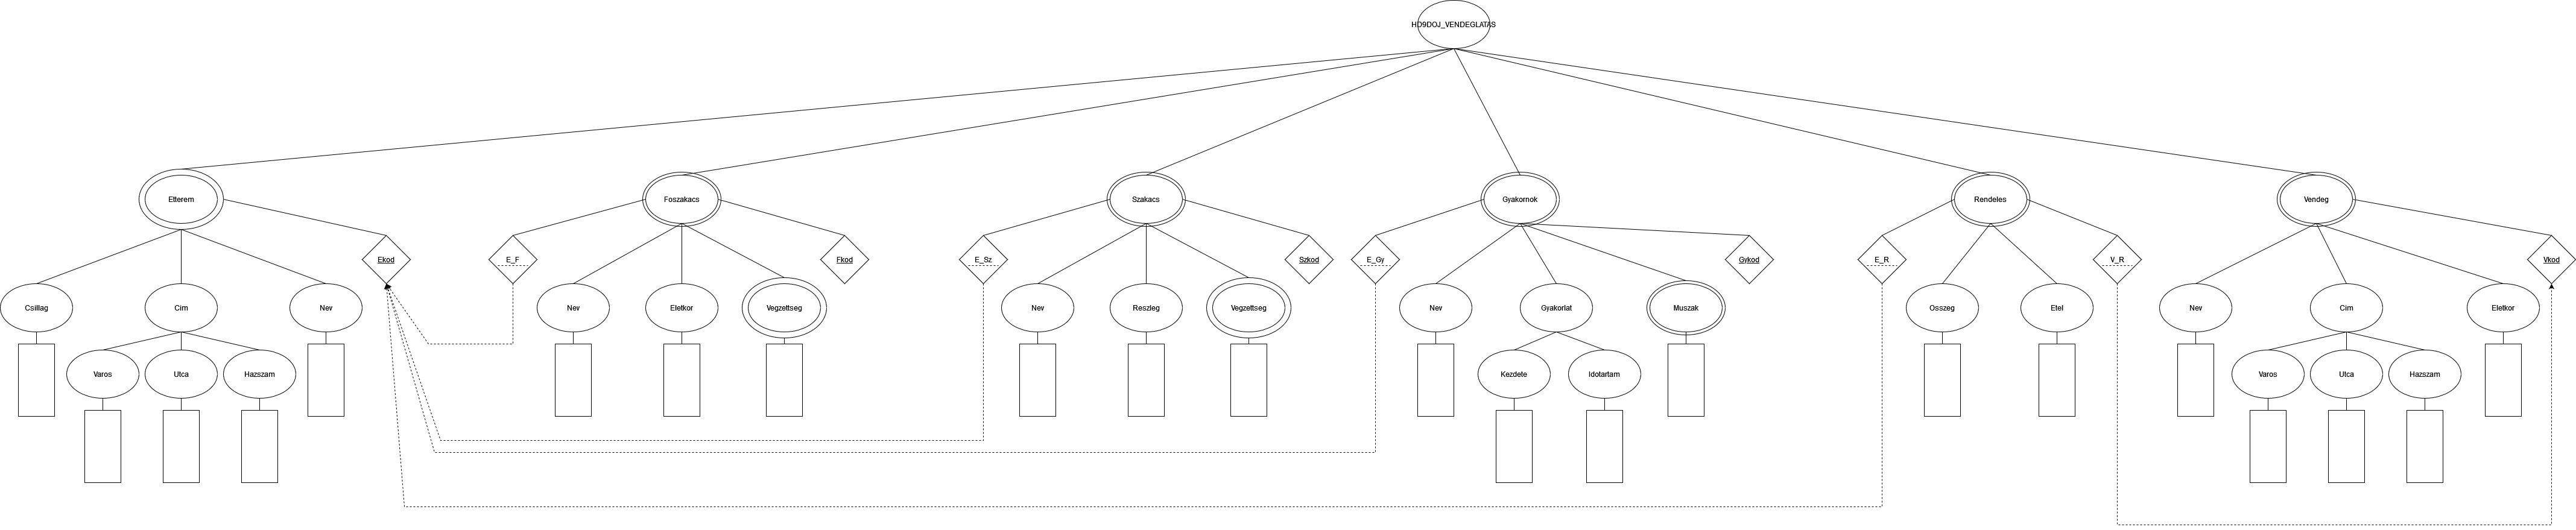 HD9DOJ_VENDEGLATAS
Etterem
Foszakacs
Szakacs
Gyakornok
Rendeles
Vendeg
Ekod
E_F
Fkod
E_Sz
Szkod
E_Gy
Gykod
E_R
V_R
Vkod
Csillag
Cim
Nev
Nev
Eletkor
Vegzettseg
Nev
Reszleg
Vegzettseg
Nev
Gyakorlat
Muszak
Osszeg
Etel
Nev
Cim
Eletkor
Varos
Utca
Hazszam
Kezdete
Idotartam
Varos
Utca
Hazszam